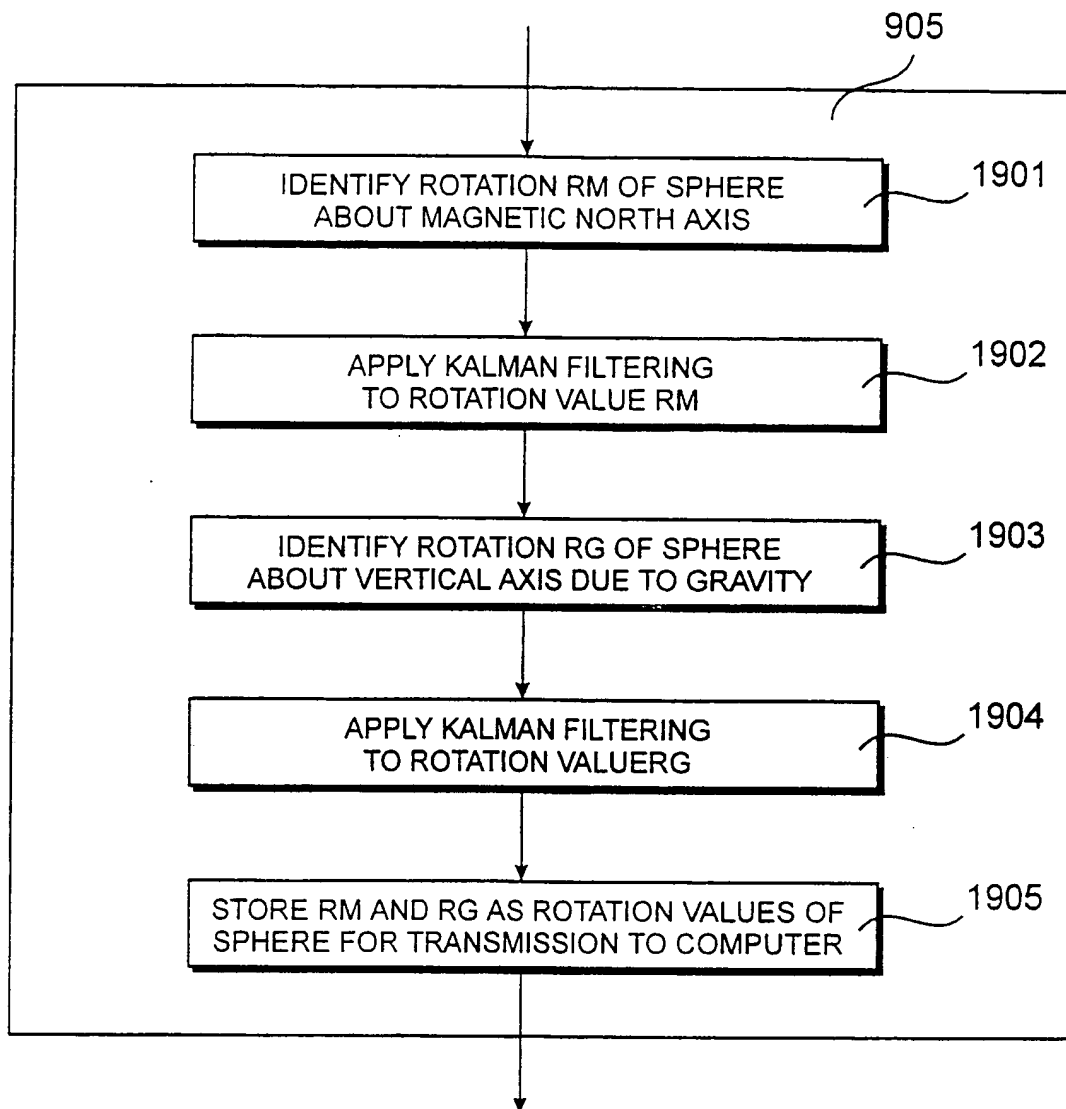 905
IDENTIFY ROTATION RM OF SPHERE
ABOUT MAGNETIC NORTH AXIS
1901
APPLY KALMAN FILTERING
TO ROTATION VALUE RM
1902
IDENTIFY ROTATION RG OF SPHERE
ABOUT VERTICAL AXIS DUE TO GRAVITY
1903
APPLY KALMAN FILTERING
TO ROTATION VALUERG
1904
STORE RM AND RG AS ROTATION VALUES OF
SPHERE FOR TRANSMISSION TO COMPUTER
1905